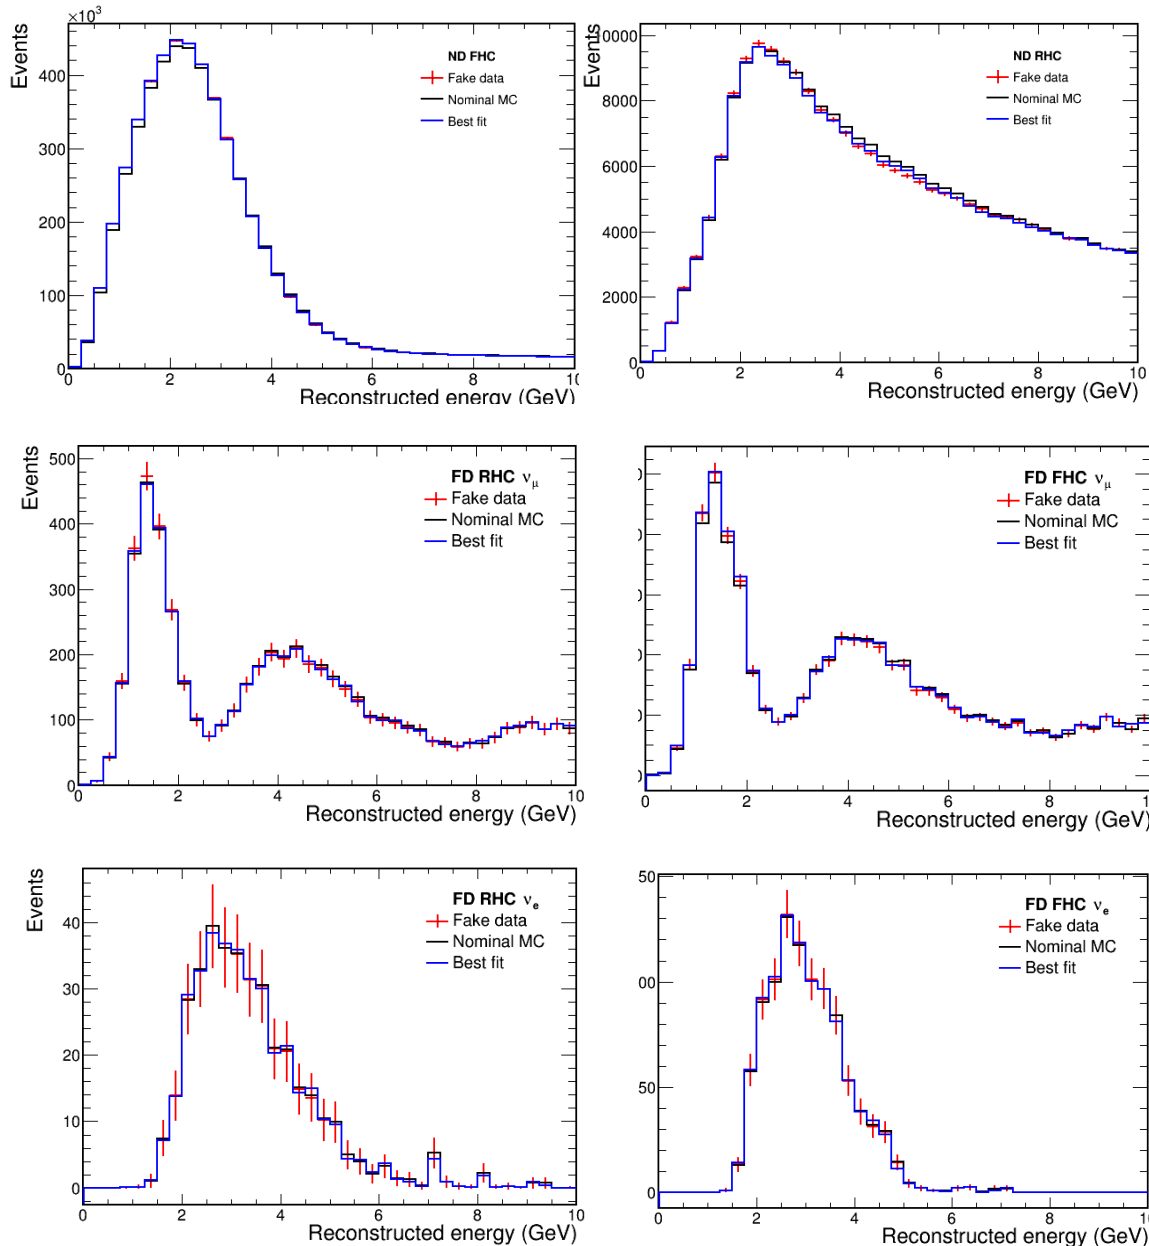 ×10³
Events
ND FHC
Fake data
Nominal MC
Best fit
400
300
200
100
0
0 2 4 6 8 10
Reconstructed energy (GeV)
Events
ND RHC
Fake data
Nominal MC
Best fit
0000
8000
6000
4000
2000
0
0 2 4 6 8 10
Reconstructed energy (GeV)
Events
FD RHC νμ
Fake data
Nominal MC
Best fit
500
400
300
200
100
0
0 2 4 6 8 10
Reconstructed energy (GeV)
FD FHC νμ
Fake data
Nominal MC
Best fit
0 2 4 6 8 10
Reconstructed energy (GeV)
Events
FD RHC νe
Fake data
Nominal MC
Best fit
40
30
20
10
0
0 2 4 6 8 10
Reconstructed energy (GeV)
FD FHC νe
Fake data
Nominal MC
Best fit
50
00
50
0
0 2 4 6 8 10
Reconstructed energy (GeV)